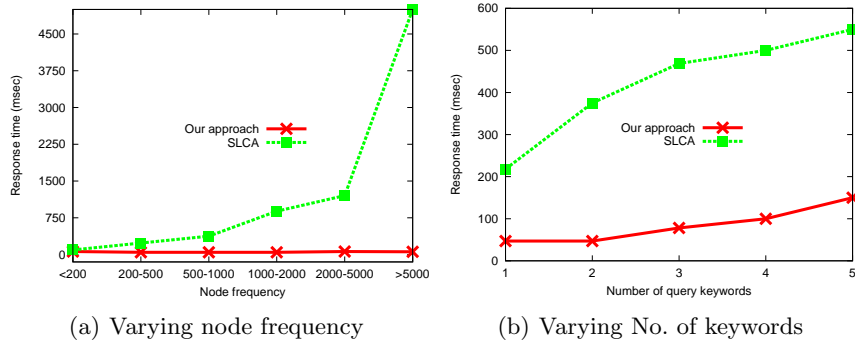 4500
3750
3000
2250
1500
750
0
Response time (msec)
Our approach
SLCA
<200 200-500 500-1000 1000-2000 2000-5000 >5000
Node frequency
(a) Varying node frequency
600
500
400
300
200
100
0
Response time (msec)
Our approach
SLCA
1 2 3 4 5
Number of query keywords
(b) Varying No. of keywords